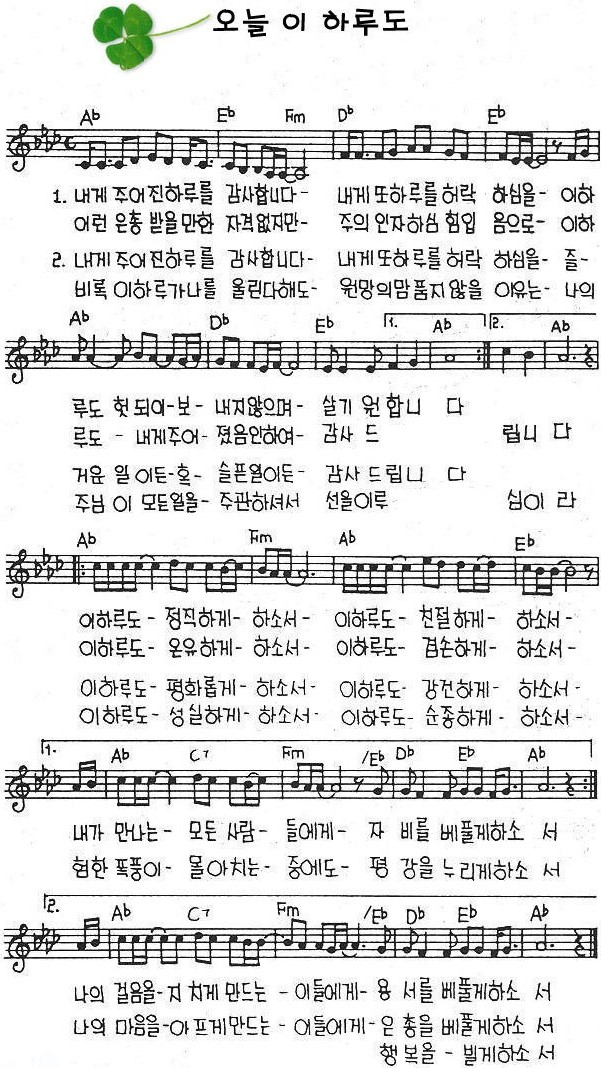 오늘 이 하루도
Ab Eb Fm Db Eb
1. 내게 주어진하루를 감사합니다- 내게 또하루를 허락 하심을- 이하
어런 은총 받을만한 자격없지만- 주의 인자하심 힘입 음으로- 이하
2. 내게 주어진하루를 감사합니다- 내게 또하루를 허락 하심을- 즐-
비록 이하루가나를 울린다해도- 원망의맘 품지않을 이유는- 나의
Ab Db Eb 1. Ab 2. Ab
루도 헛되이-보- 내지않으며- 살기 원합니 다
루도 - 내게주어- 졌음인하여- 감사 드 립니 다
거운 일이든-혹- 슬픈일이든- 감사드립니 다
주님 이 모든일을- 주관하셔서 선을이루 십이라
Ab Fm Ab Eb
이하루도- 정직하게- 하소서- 이하루도- 친절하게- 하소서-
이하루도- 온유하게- 하소서- 이하루도- 겸손하게- 하소서-
이하루도- 평화롭게- 하소서- 이하루도- 강건하게- 하소서-
이하루도- 성실하게- 하소서- 이하루도- 순종하게- 하소서-
1. Ab C7 Fm /Eb Db Eb Ab
내가 만나는- 모든 사람- 들에게- 자 비를 베풀게하소 서
험한 폭풍이- 몰아치는- 중에도- 평 강을 누리게하소 서
2. Ab C7 Fm /Eb Db Eb Ab
나의 걸음을-지치게 만드는 - 이들에게- 용 서를 베풀게하소 서
나의 마음을-아프게만드는 - 이들에게- 은 총을 베풀게하소 서
행 복을 - 빌게하소 서